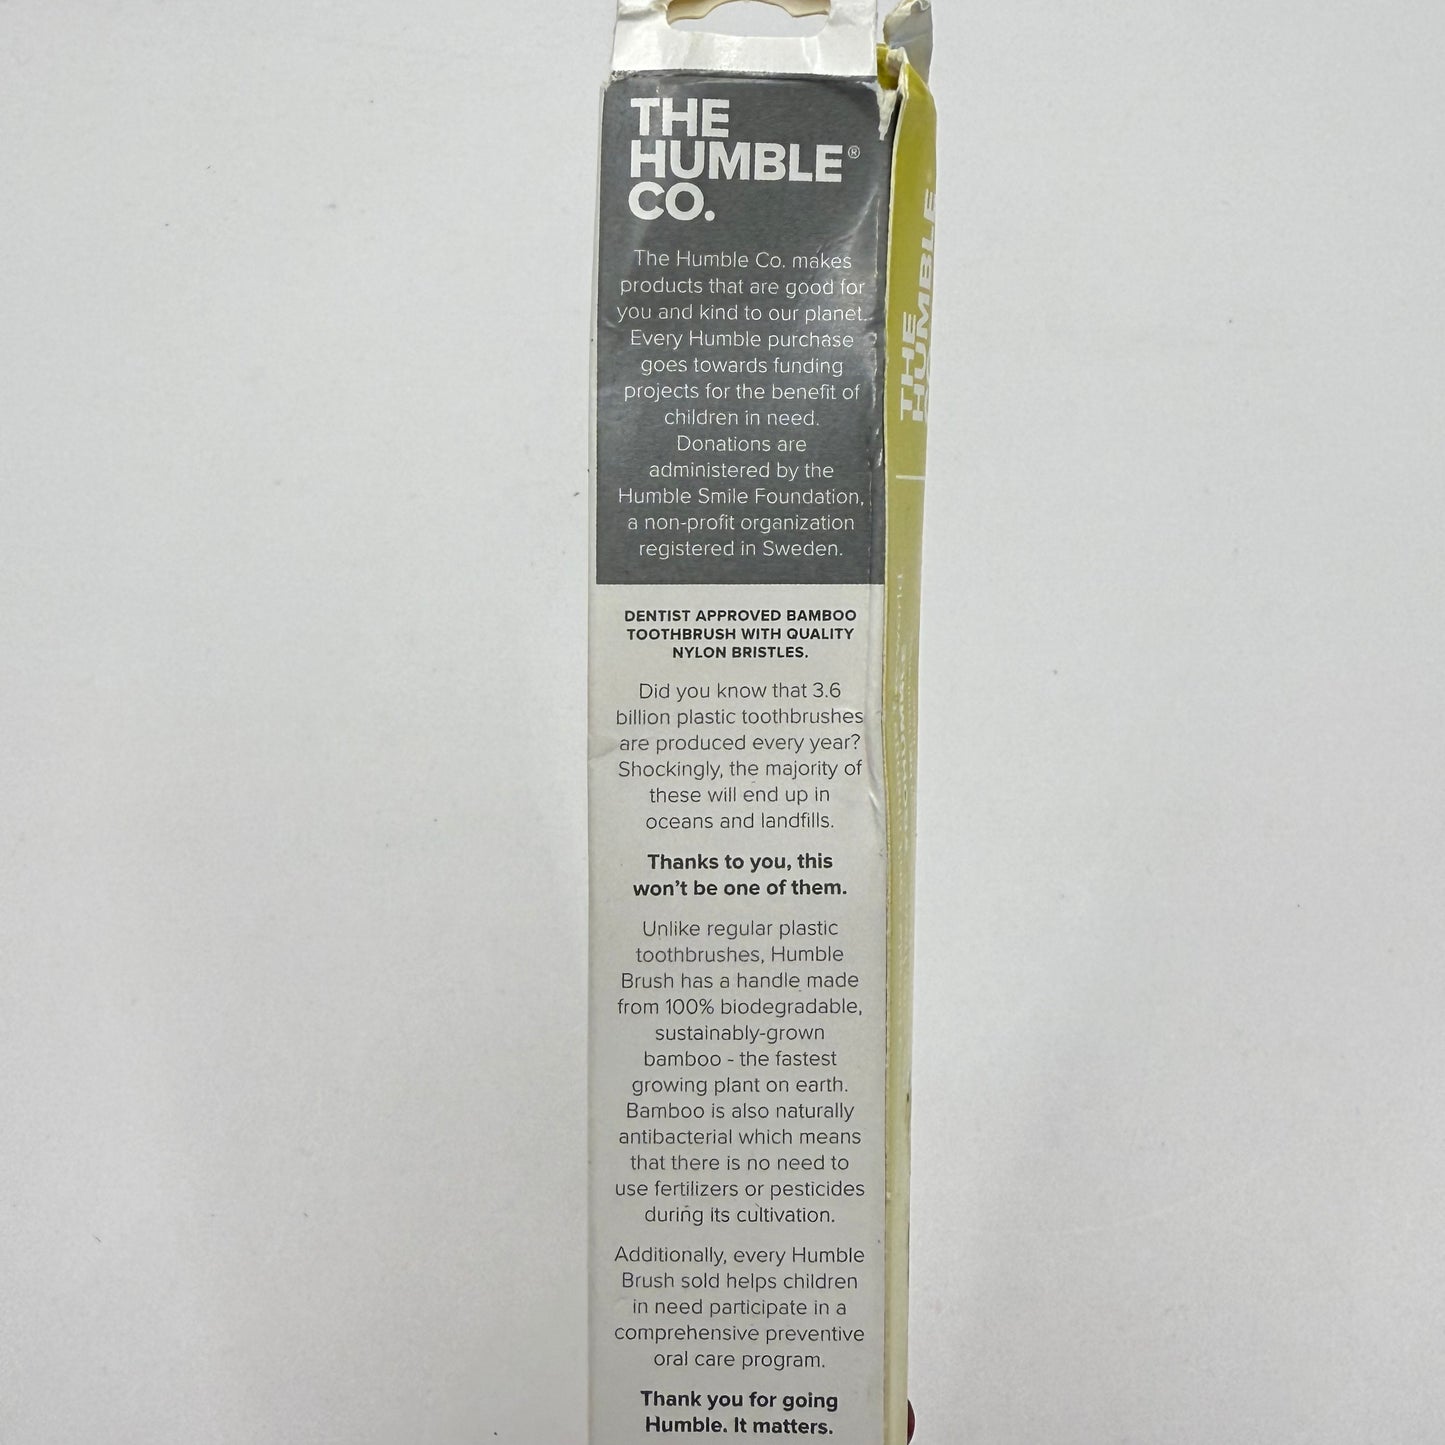 THE
HUMBLE®
CO.
The Humble Co. makes
products that are good for
you and kind to our planet.
Every Humble purchase
goes towards funding
projects for the benefit of
children in need.
Donations are
administered by the
Humble Smile Foundation,
a non-profit organization
registered in Sweden.
DENTIST APPROVED BAMBOO
TOOTHBRUSH WITH QUALITY
NYLON BRISTLES.
Did you know that 3.6
billion plastic toothbrushes
are produced every year?
Shockingly, the majority of
these will end up in
oceans and landfills.
Thanks to you, this
won't be one of them.
Unlike regular plastic
toothbrushes, Humble
Brush has a handle made
from 100% biodegradable,
sustainably-grown
bamboo - the fastest
growing plant on earth.
Bamboo is also naturally
antibacterial which means
that there is no need to
use fertilizers or pesticides
during its cultivation.
Additionally, every Humble
Brush sold helps children
in need participate in a
comprehensive preventive
oral care program.
Thank you for going
Humble. It matters.
THE
HUMBLE